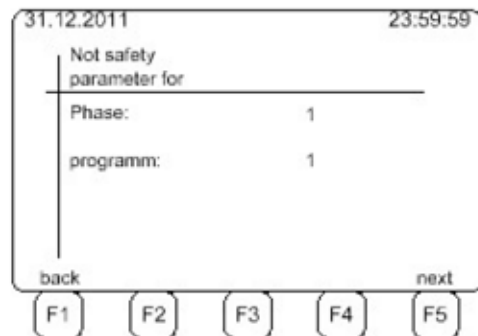 31.12.2011 23:59:59
Not safety
parameter for
Phase: 1
programm: 1
back next
F1 F2 F3 F4 F5